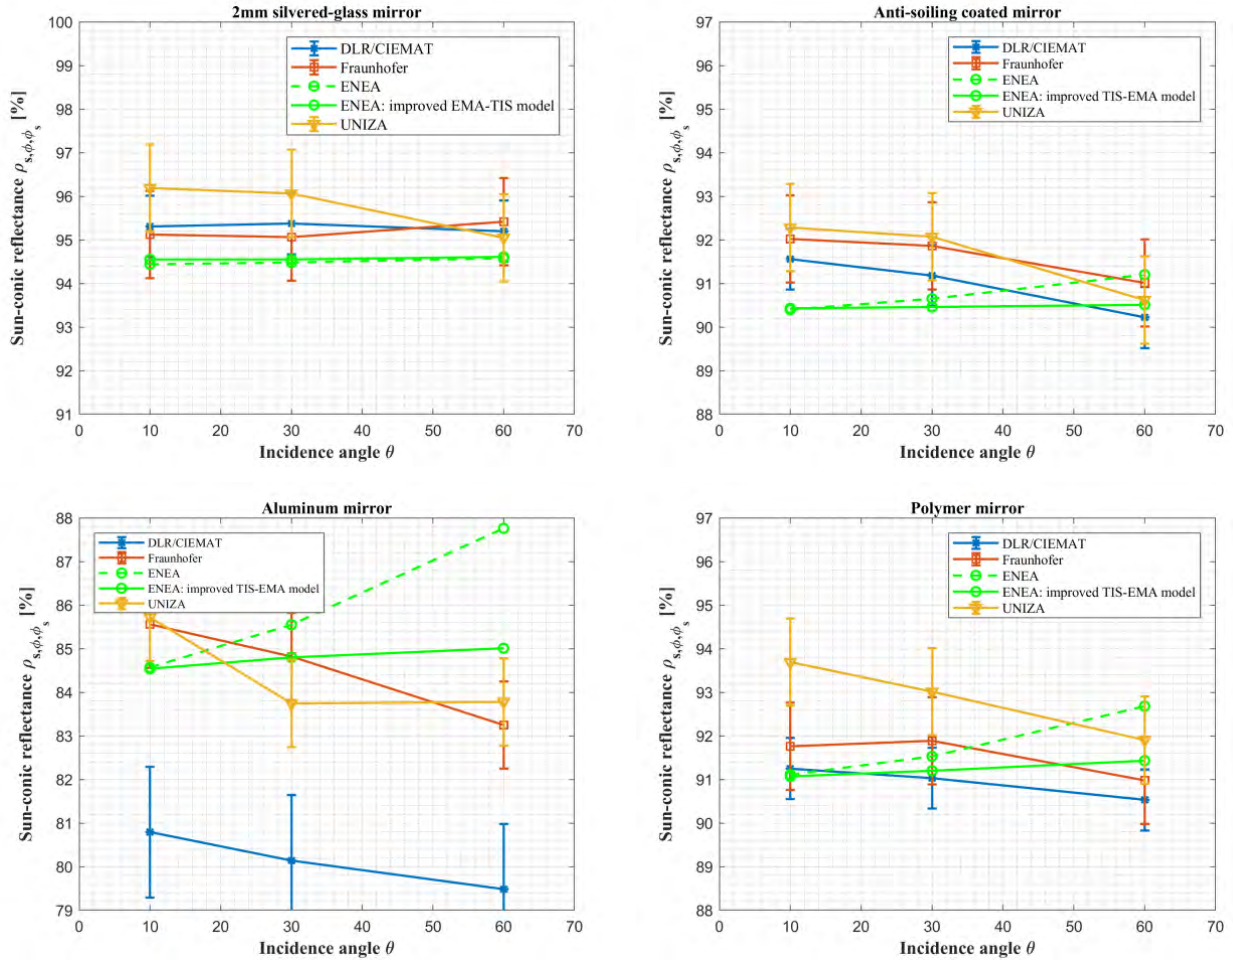 2mm silvered-glass mirror
100
99
98
97
96
95
94
93
92
91
0 10 20 30 40 50 60 70
Sun-conic reflectance ρs,ϕ,ϕs [%]
Incidence angle θ
DLR/CIEMAT
Fraunhofer
ENEA
ENEA: improved EMA-TIS model
UNIZA
Anti-soiling coated mirror
97
96
95
94
93
92
91
90
89
88
0 10 20 30 40 50 60 70
Sun-conic reflectance ρs,ϕ,ϕs [%]
Incidence angle θ
DLR/CIEMAT
Fraunhofer
ENEA
ENEA: improved TIS-EMA model
UNIZA
Aluminum mirror
88
87
86
85
84
83
82
81
80
79
0 10 20 30 40 50 60 70
Sun-conic reflectance ρs,ϕ,ϕs [%]
Incidence angle θ
DLR/CIEMAT
Fraunhofer
ENEA
ENEA: improved TIS-EMA model
UNIZA
Polymer mirror
97
96
95
94
93
92
91
90
89
88
0 10 20 30 40 50 60 70
Sun-conic reflectance ρs,ϕ,ϕs [%]
Incidence angle θ
DLR/CIEMAT
Fraunhofer
ENEA
ENEA: improved TIS-EMA model
UNIZA